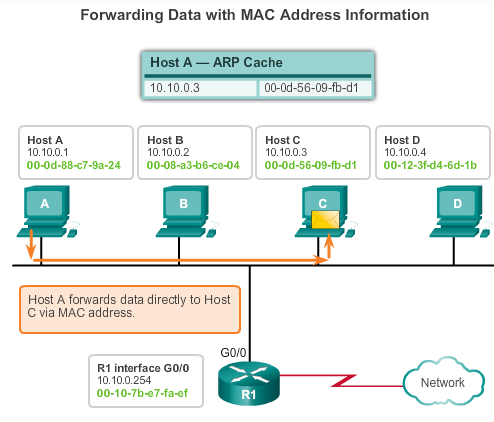 Forwarding Data with MAC Address Information
Host A — ARP Cache
10.10.0.3 00-0d-56-09-fb-d1
Host A
10.10.0.1
00-0d-88-c7-9a-24
Host B
10.10.0.2
00-08-a3-b6-ce-04
Host C
10.10.0.3
00-0d-56-09-fb-d1
Host D
10.10.0.4
00-12-3f-d4-6d-1b
A
B
C
D
Host A forwards data directly to Host
C via MAC address.
G0/0
R1 interface G0/0
10.10.0.254
00-10-7b-e7-fa-ef
R1
Network